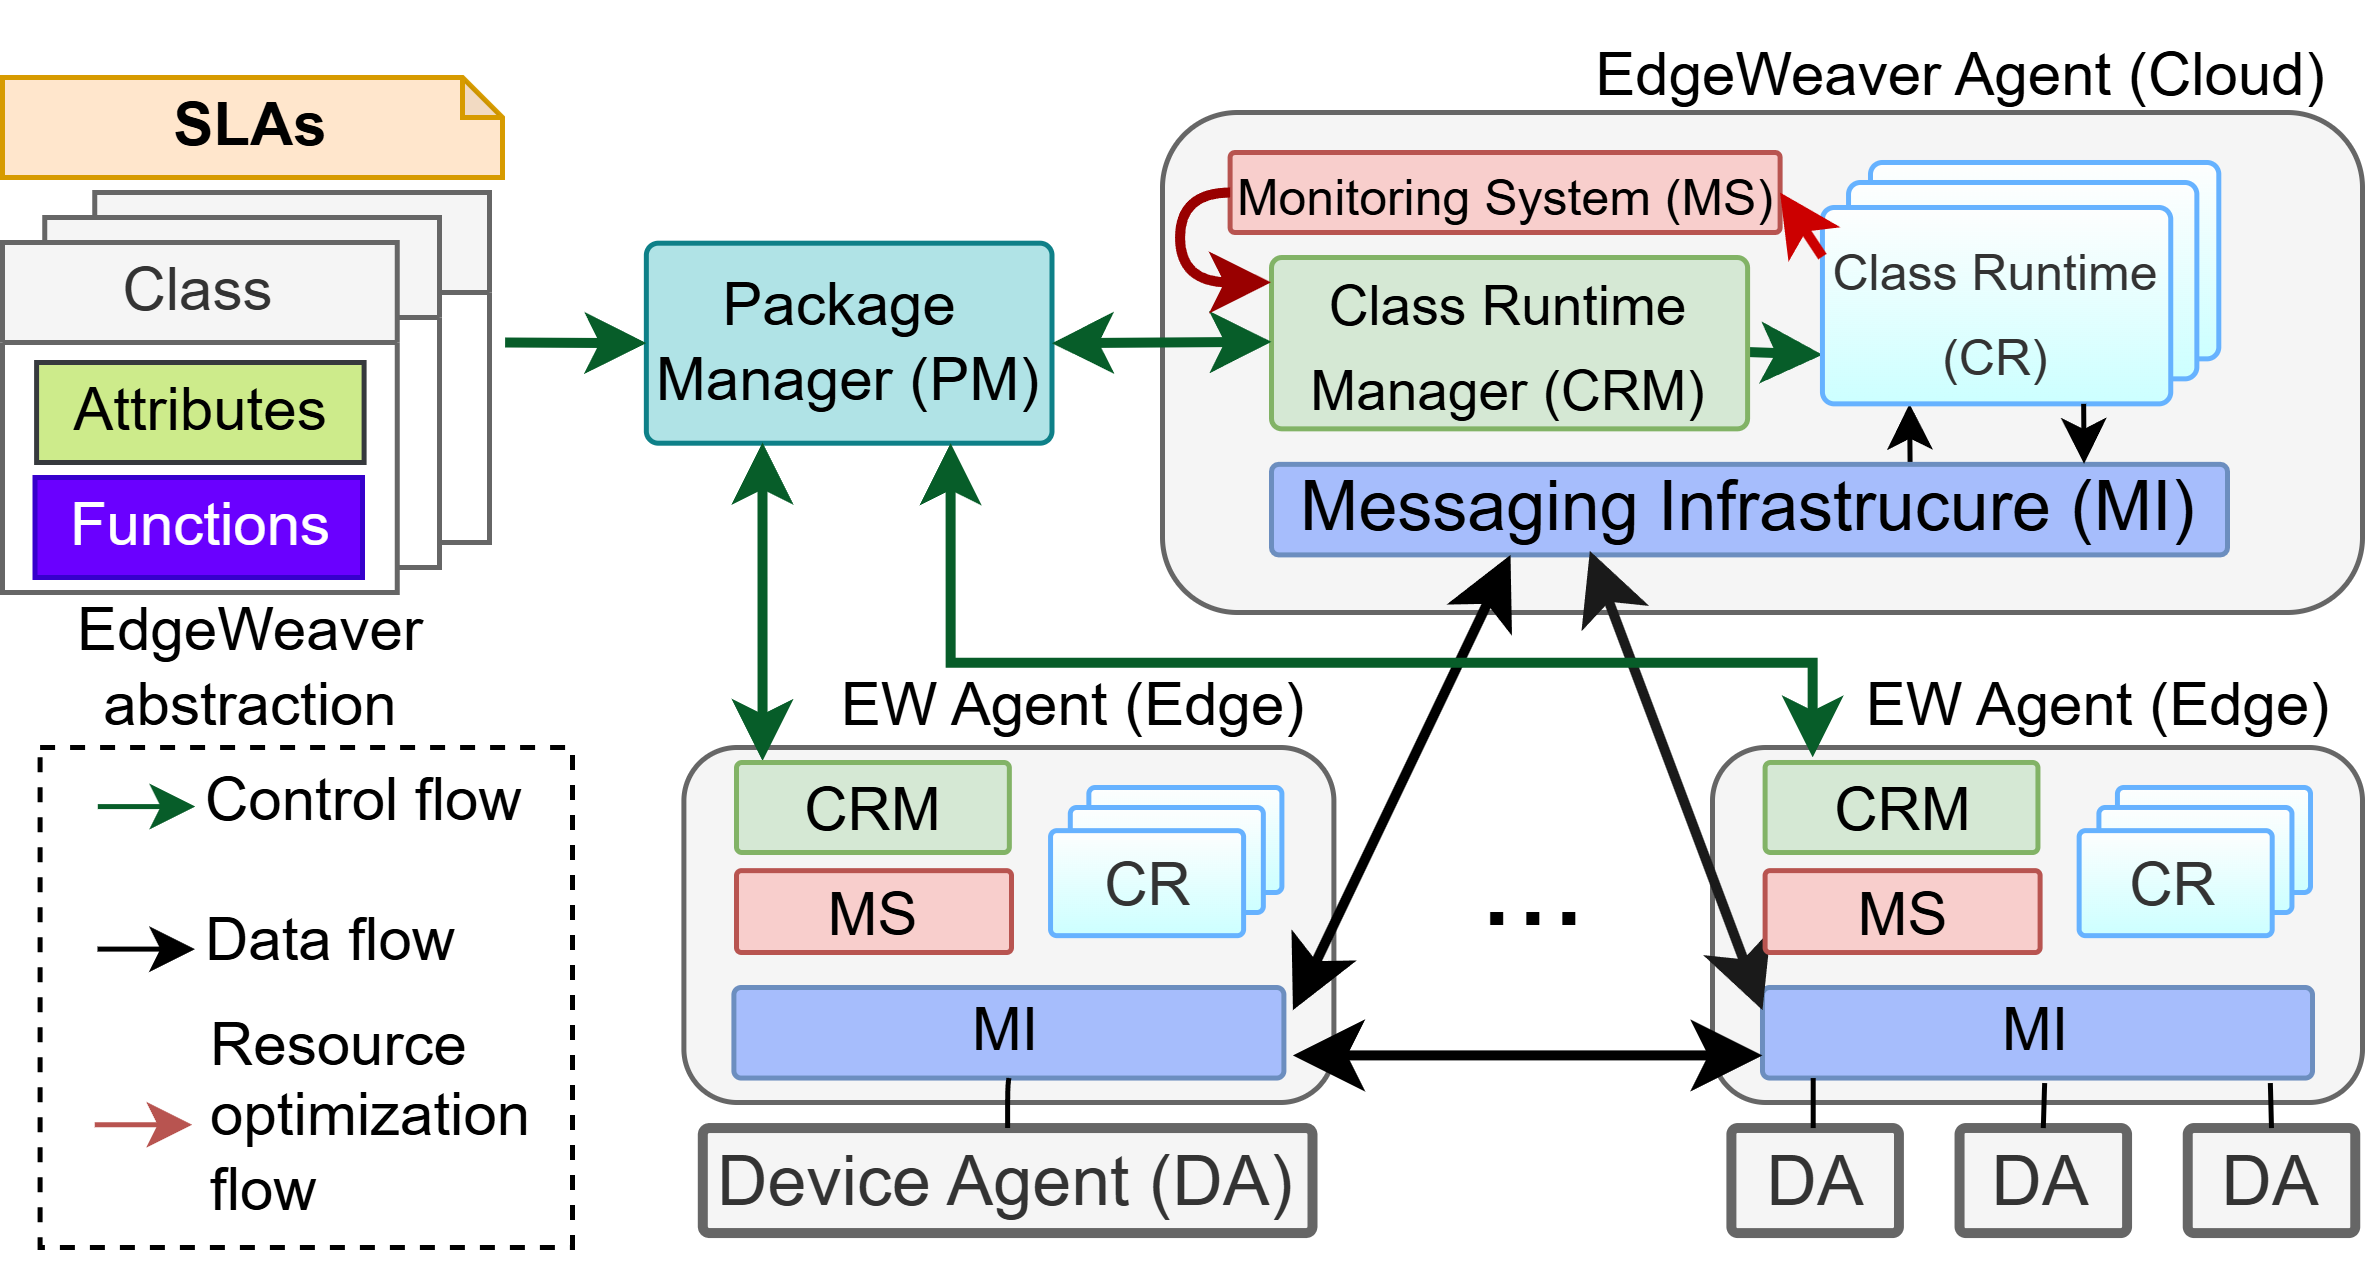 SLAs
Class
Attributes
Functions
EdgeWeaver
abstraction
Control flow
Data flow
Resource
optimization
flow
Package
Manager (PM)
EdgeWeaver Agent (Cloud)
Monitoring System (MS)
Class Runtime
Manager (CRM)
Class Runtime
(CR)
Messaging Infrastrucure (MI)
EW Agent (Edge)
CRM
MS
CR
MI
Device Agent (DA)
...
EW Agent (Edge)
CRM
MS
CR
MI
DA
DA
DA